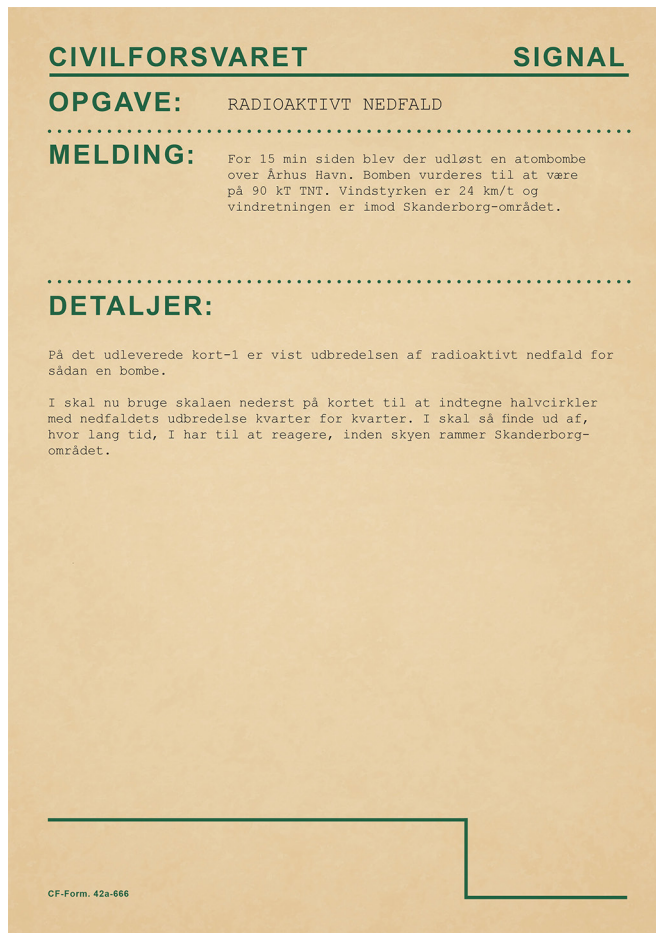 CIVILFORSVARET SIGNAL
OPGAVE: RADIOAKTIVT NEDFALD
MELDING: For 15 min siden blev der udløst en atombombe
over Århus Havn. Bomben vurderes til at være
på 90 kT TNT. Vindstyrken er 24 km/t og
vindretningen er imod Skanderborg-området.
DETALJER:
På det udleverede kort-1 er vist udbredelsen af radioaktivt nedfald for
sådan en bombe.
I skal nu bruge skalaen nederst på kortet til at indtegne halvcirkler
med nedfaldets udbredelse kvarter for kvarter. I skal så finde ud af,
hvor lang tid, I har til at reagere, inden skyen rammer Skanderborg-
området.
CF-Form. 42a-666